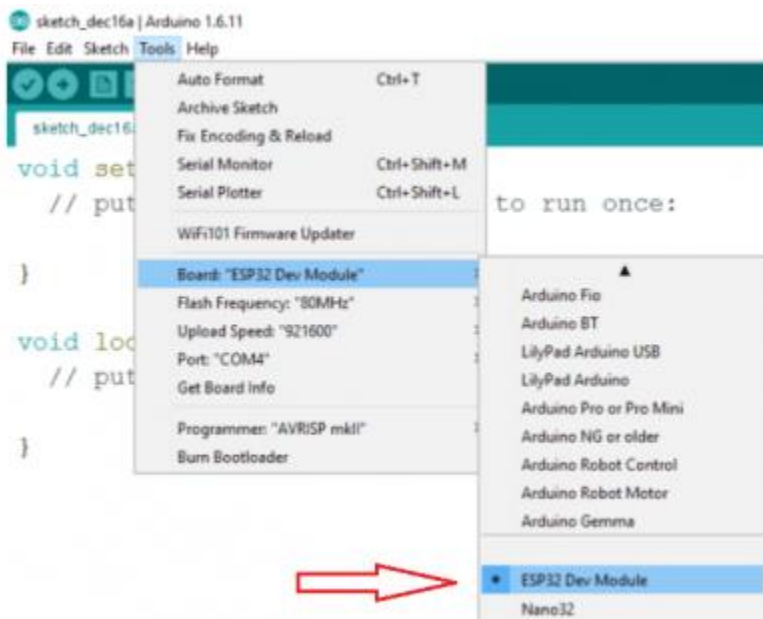 sketch_dec16a | Arduino 1.6.11
File Edit Sketch Tools Help
sketch_dec16
void set
// put
to run once:
}
void loo
// put
}
Auto Format Ctrl+T
Archive Sketch
Fix Encoding & Reload
Serial Monitor Ctrl+Shift+M
Serial Plotter Ctrl+Shift+L
WiFi101 Firmware Updater
Board: "ESP32 Dev Module"
Flash Frequency: "80MHz"
Upload Speed: "921600"
Port: "COM4"
Get Board Info
Programmer: "AVRISP mkII"
Burn Bootloader
Arduino Fio
Arduino BT
LilyPad Arduino USB
LilyPad Arduino
Arduino Pro or Pro Mini
Arduino NG or older
Arduino Robot Control
Arduino Robot Motor
Arduino Gemma
ESP32 Dev Module
Nano32